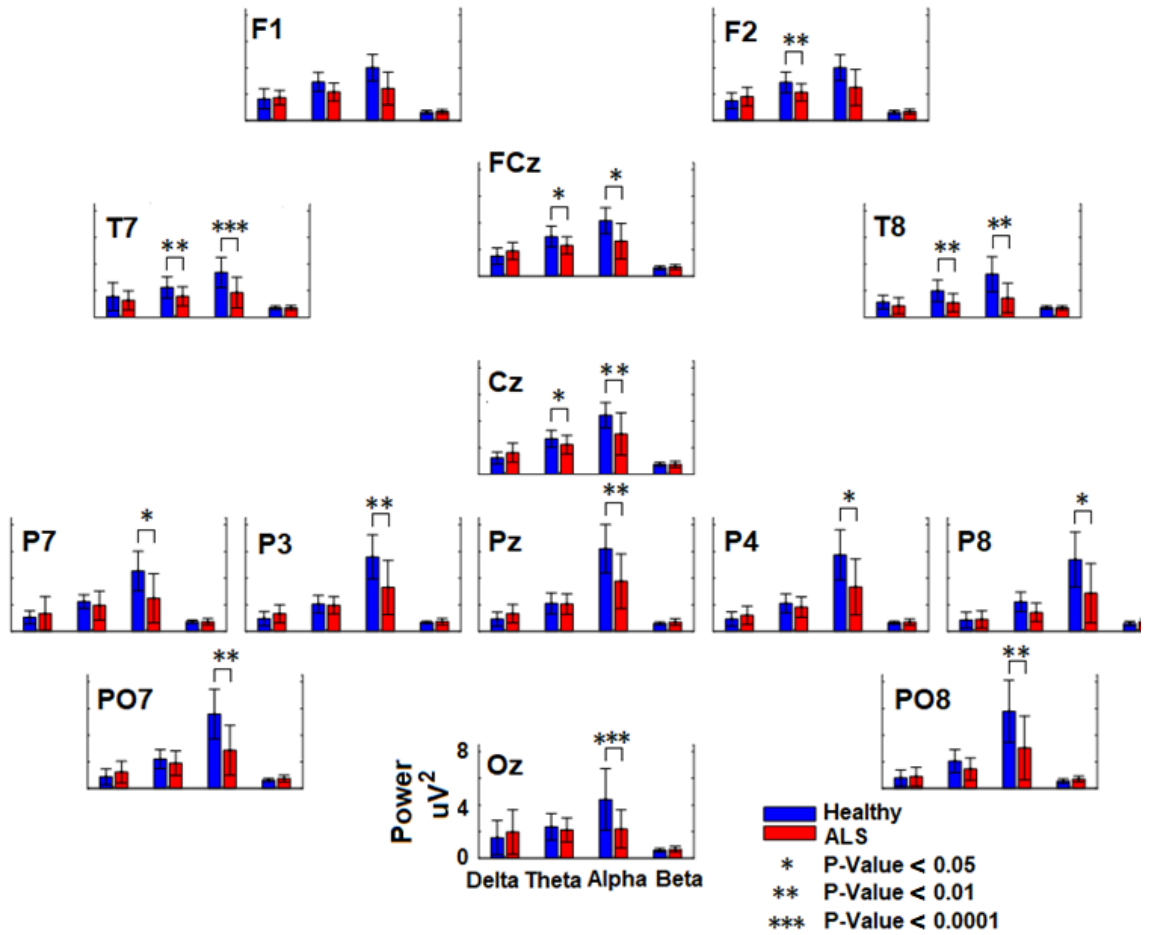 F1
F2
**
FCz
*
*
T7
**
***
T8
**
**
Cz
*
**
P7
*
P3
**
Pz
**
P4
*
P8
*
PO7
**
PO8
**
Oz
***
Power
uV²
8
4
0
Delta Theta Alpha Beta
Healthy
ALS
* P-Value < 0.05
** P-Value < 0.01
*** P-Value < 0.0001